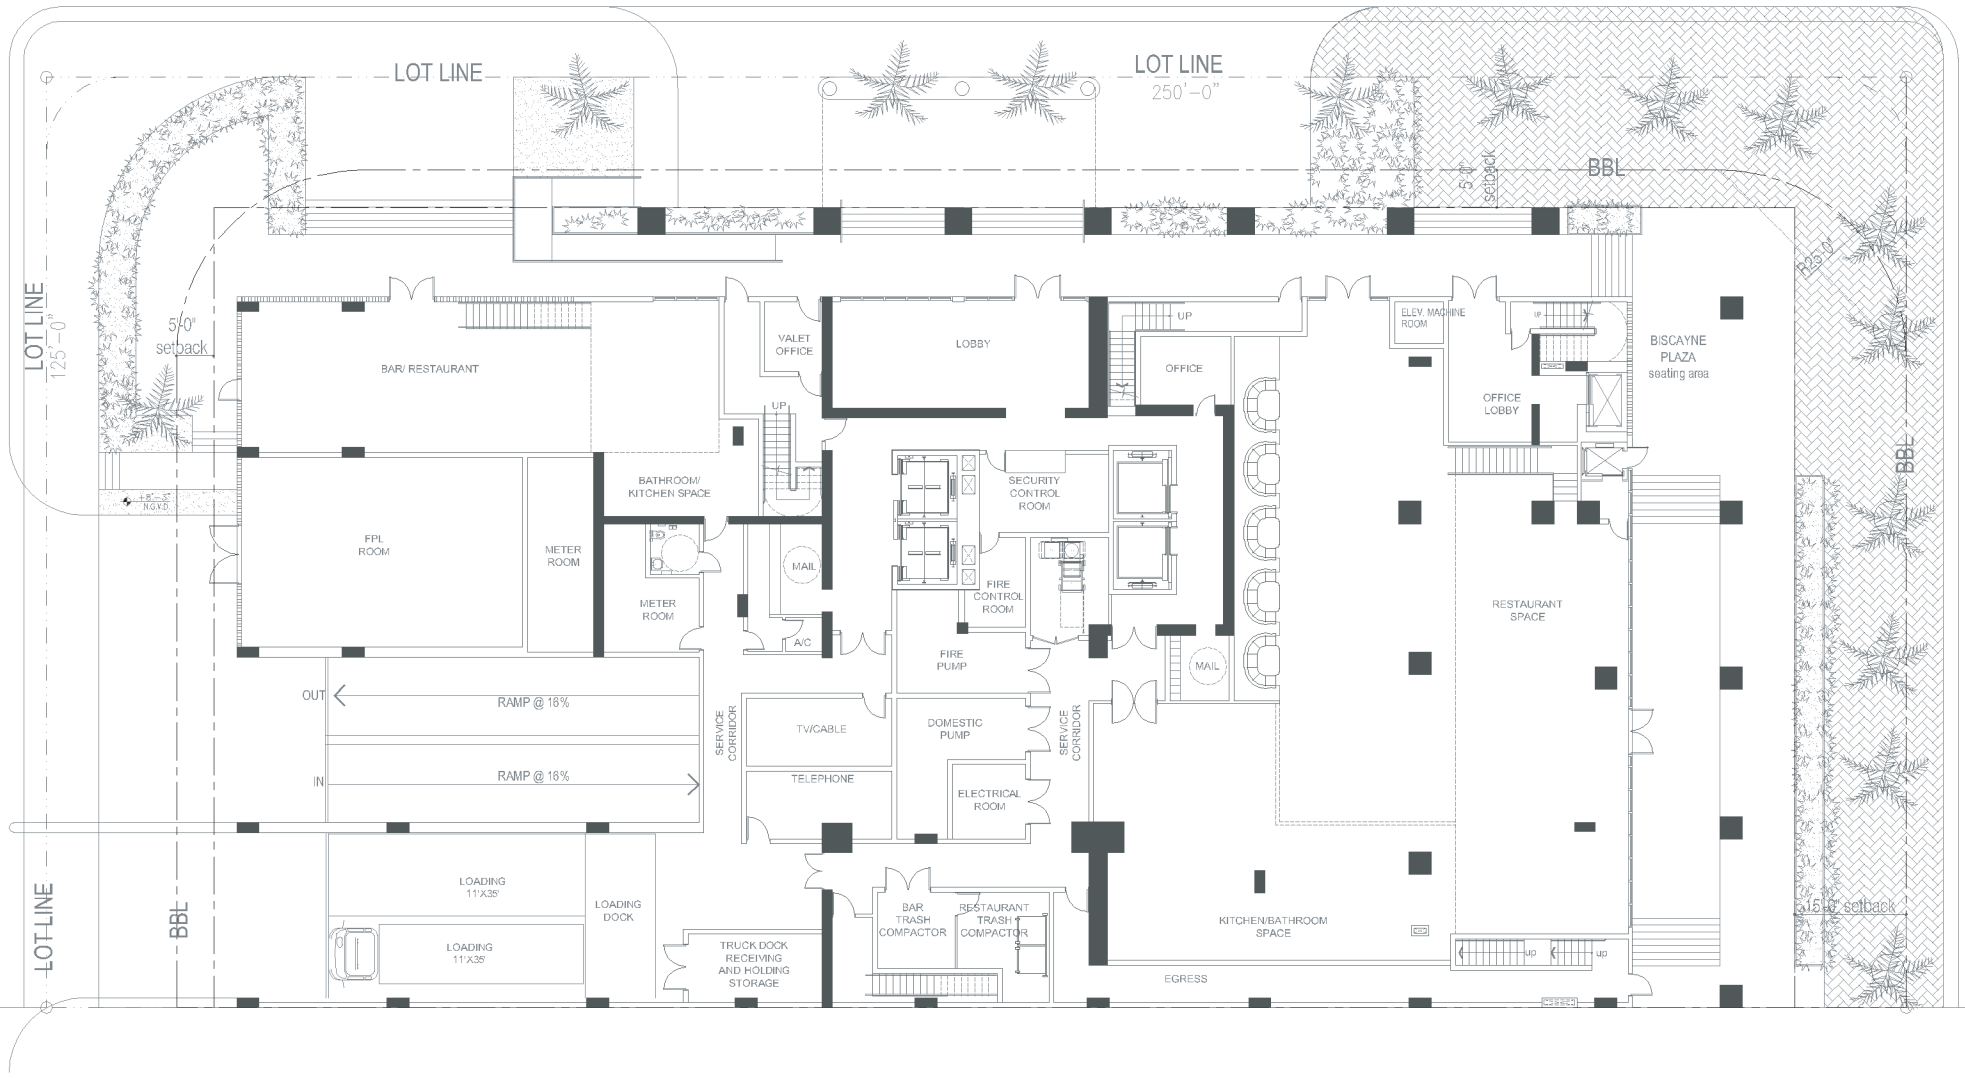 LOT LINE
LOT LINE
250'-0"
BBL
5'-0"
setback
LOT LINE
125'-0"
5'-0"
setback
R25-0'
UP
ELEV. MACHINE
ROOM
UP
VALET
OFFICE
LOBBY
BISCAYNE
PLAZA
seating area
BAR/ RESTAURANT
OFFICE
UP
OFFICE
LOBBY
BBL
BATHROOM/
KITCHEN SPACE
SECURITY
CONTROL
ROOM
+8'-3"
N.G.V.D.
FPL
ROOM
METER
ROOM
MAIL
FIRE
CONTROL
ROOM
METER
ROOM
RESTAURANT
SPACE
A/C
FIRE
PUMP
MAIL
OUT
RAMP @ 16%
SERVICE
CORRIDOR
TV/CABLE
DOMESTIC
PUMP
SERVICE
CORRIDOR
IN
RAMP @ 16%
TELEPHONE
ELECTRICAL
ROOM
LOT LINE
BBL
LOADING
11'X35'
LOADING
DOCK
BAR
TRASH
COMPACTOR
RESTAURANT
TRASH
COMPACTOR
KITCHEN/BATHROOM
SPACE
15'-0" setback
LOADING
11'X35'
TRUCK DOCK
RECEIVING
AND HOLDING
STORAGE
up
up
EGRESS